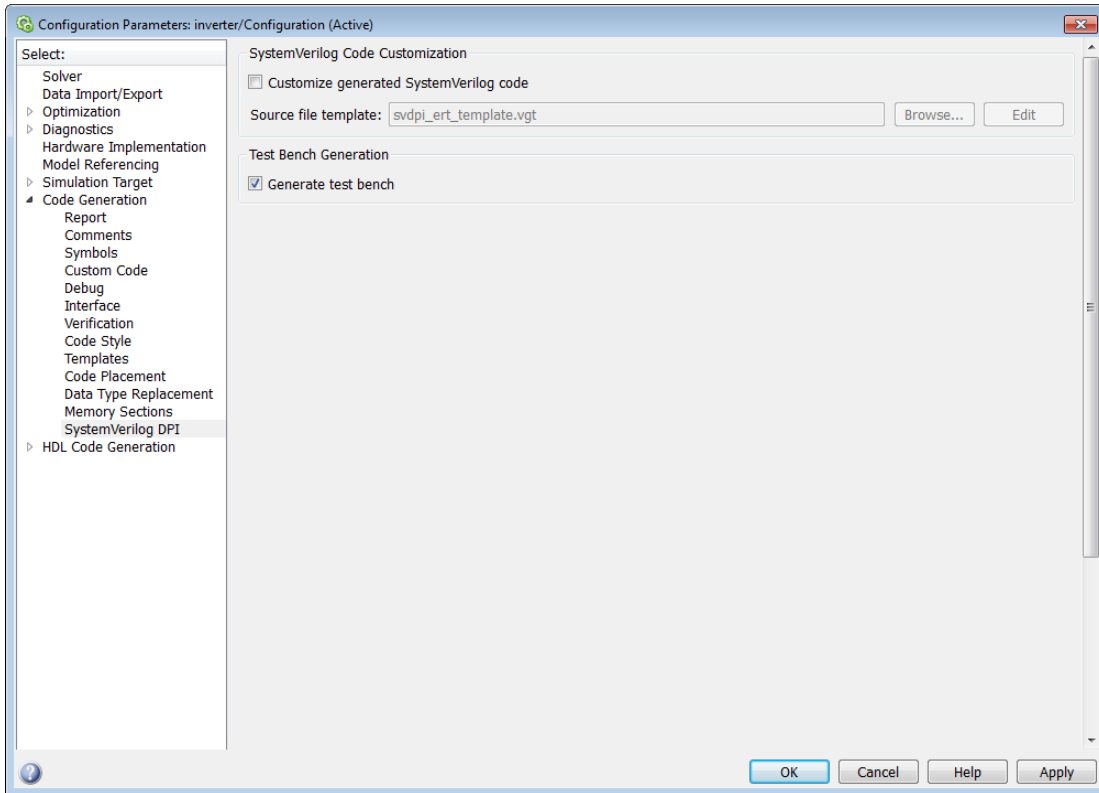 Configuration Parameters: inverter/Configuration (Active)
Select:
Solver
Data Import/Export
Optimization
Diagnostics
Hardware Implementation
Model Referencing
Simulation Target
Code Generation
Report
Comments
Symbols
Custom Code
Debug
Interface
Verification
Code Style
Templates
Code Placement
Data Type Replacement
Memory Sections
SystemVerilog DPI
HDL Code Generation
SystemVerilog Code Customization
Customize generated SystemVerilog code
Source file template: svdpi_ert_template.vgt Browse... Edit
Test Bench Generation
Generate test bench
OK Cancel Help Apply